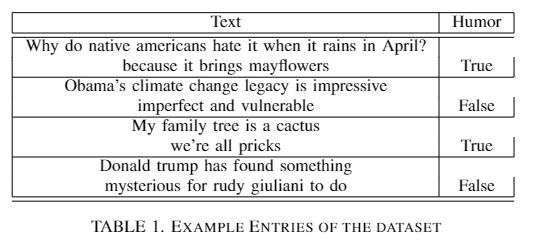 Text Humor
Why do native americans hate it when it rains in April?
because it brings mayflowers True
Obama's climate change legacy is impressive
imperfect and vulnerable False
My family tree is a cactus
we're all pricks True
Donald trump has found something
mysterious for rudy giuliani to do False
TABLE 1. EXAMPLE ENTRIES OF THE DATASET